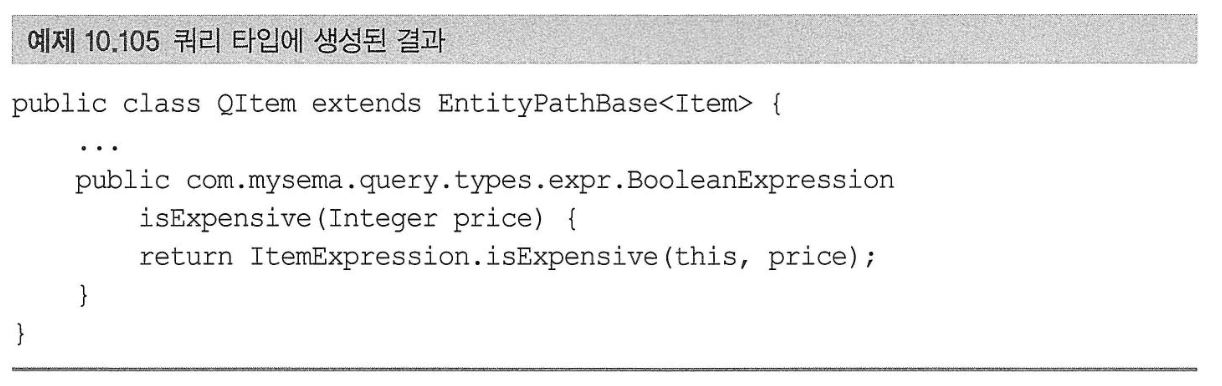 예제 10.105 쿼리 타입에 생성된 결과
public class QItem extends EntityPathBase<Item> {
    ...
    public com.mysema.query.types.expr.BooleanExpression
        isExpensive(Integer price) {
        return ItemExpression.isExpensive(this, price);
    }
}